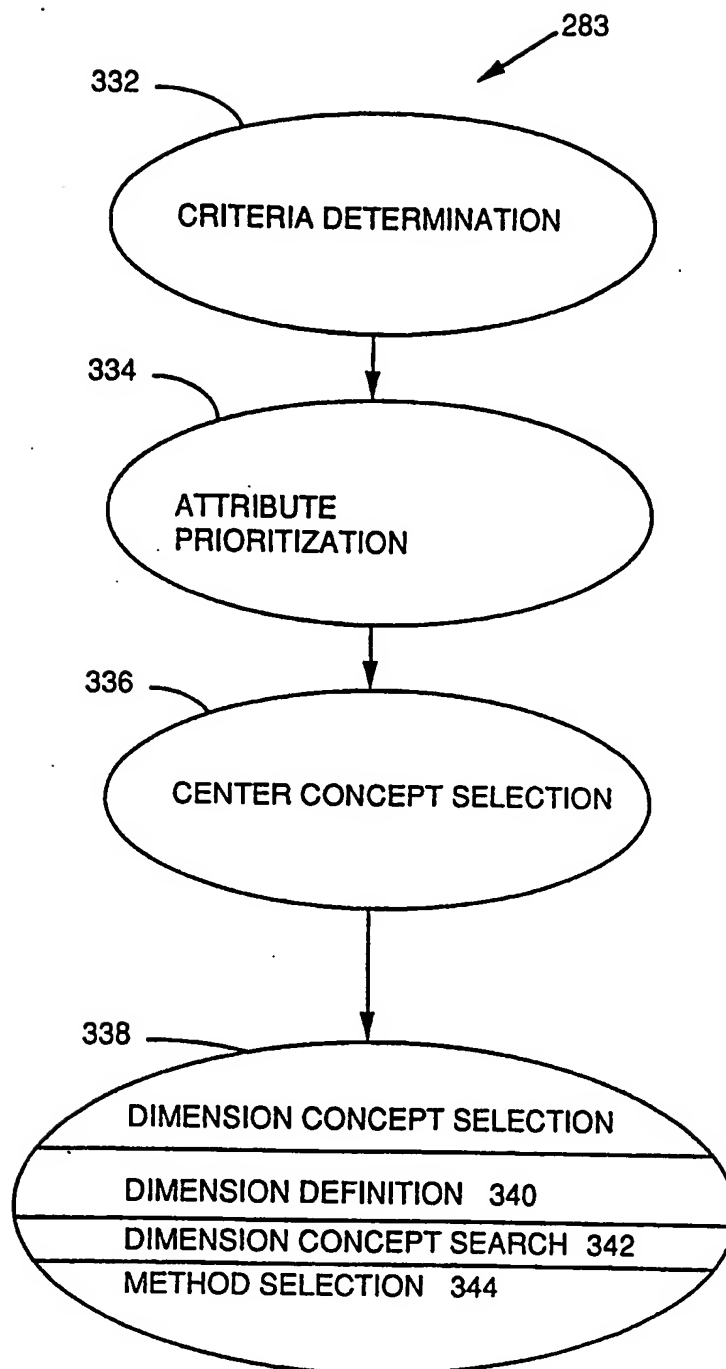 283
332
CRITERIA DETERMINATION
334
ATTRIBUTE
PRIORITIZATION
336
CENTER CONCEPT SELECTION
338
DIMENSION CONCEPT SELECTION
DIMENSION DEFINITION 340
DIMENSION CONCEPT SEARCH 342
METHOD SELECTION 344